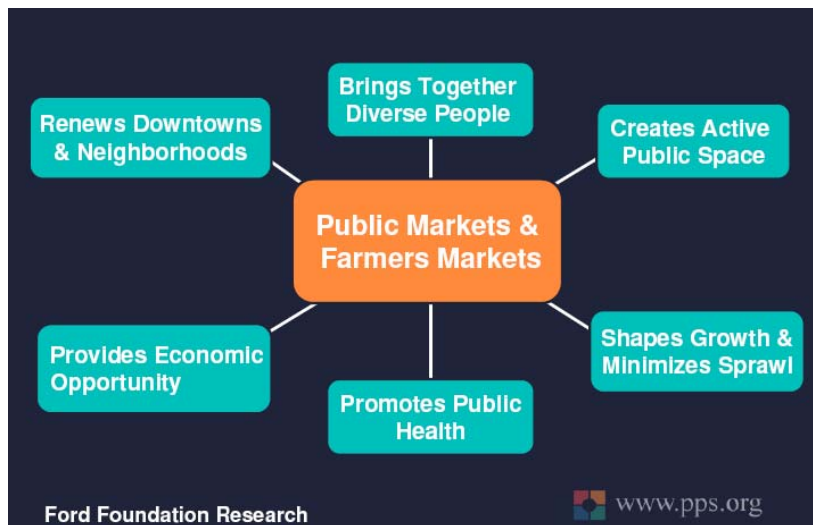 Brings Together
Diverse People
Renews Downtowns
& Neighborhoods
Creates Active
Public Space
Public Markets &
Farmers Markets
Provides Economic
Opportunity
Shapes Growth &
Minimizes Sprawl
Promotes Public
Health
Ford Foundation Research
www.pps.org